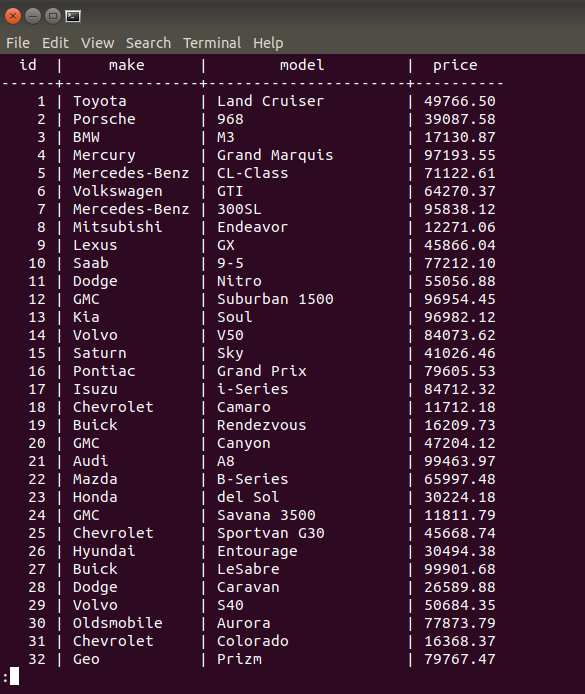 File Edit View Search Terminal Help
  id  |     make      |        model        |  price
------+---------------+---------------------+----------
    1 | Toyota        | Land Cruiser        | 49766.50
    2 | Porsche       | 968                 | 39087.58
    3 | BMW           | M3                  | 17130.87
    4 | Mercury       | Grand Marquis       | 97193.55
    5 | Mercedes-Benz | CL-Class            | 71122.61
    6 | Volkswagen    | GTI                 | 64270.37
    7 | Mercedes-Benz | 300SL               | 95838.12
    8 | Mitsubishi    | Endeavor            | 12271.06
    9 | Lexus         | GX                  | 45866.04
   10 | Saab          | 9-5                 | 77212.10
   11 | Dodge         | Nitro               | 55056.88
   12 | GMC           | Suburban 1500       | 96954.45
   13 | Kia           | Soul                | 96982.12
   14 | Volvo         | V50                 | 84073.62
   15 | Saturn        | Sky                 | 41026.46
   16 | Pontiac       | Grand Prix          | 79605.53
   17 | Isuzu         | i-Series            | 84712.32
   18 | Chevrolet     | Camaro              | 11712.18
   19 | Buick         | Rendezvous          | 16209.73
   20 | GMC           | Canyon              | 47204.12
   21 | Audi          | A8                  | 99463.97
   22 | Mazda         | B-Series            | 65997.48
   23 | Honda         | del Sol             | 30224.18
   24 | GMC           | Savana 3500         | 11811.79
   25 | Chevrolet     | Sportvan G30        | 45668.74
   26 | Hyundai       | Entourage           | 30494.38
   27 | Buick         | LeSabre             | 99901.68
   28 | Dodge         | Caravan             | 26589.88
   29 | Volvo         | S40                 | 50684.35
   30 | Oldsmobile    | Aurora              | 77873.79
   31 | Chevrolet     | Colorado            | 16368.37
   32 | Geo           | Prizm               | 79767.47
: